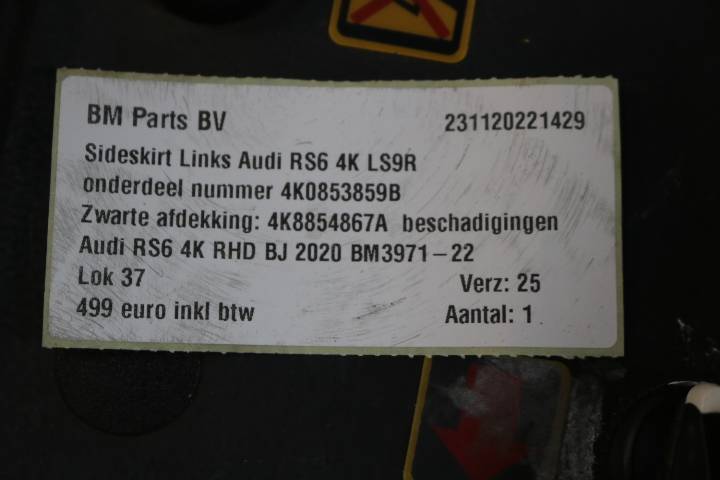 BM Parts BV 231120221429
Sideskirt Links Audi RS6 4K LS9R
onderdeel nummer 4K0853859B
Zwarte afdekking: 4K8854867A beschadigingen
Audi RS6 4K RHD BJ 2020 BM3971-22
Lok 37 Verz: 25
499 euro inkl btw Aantal: 1